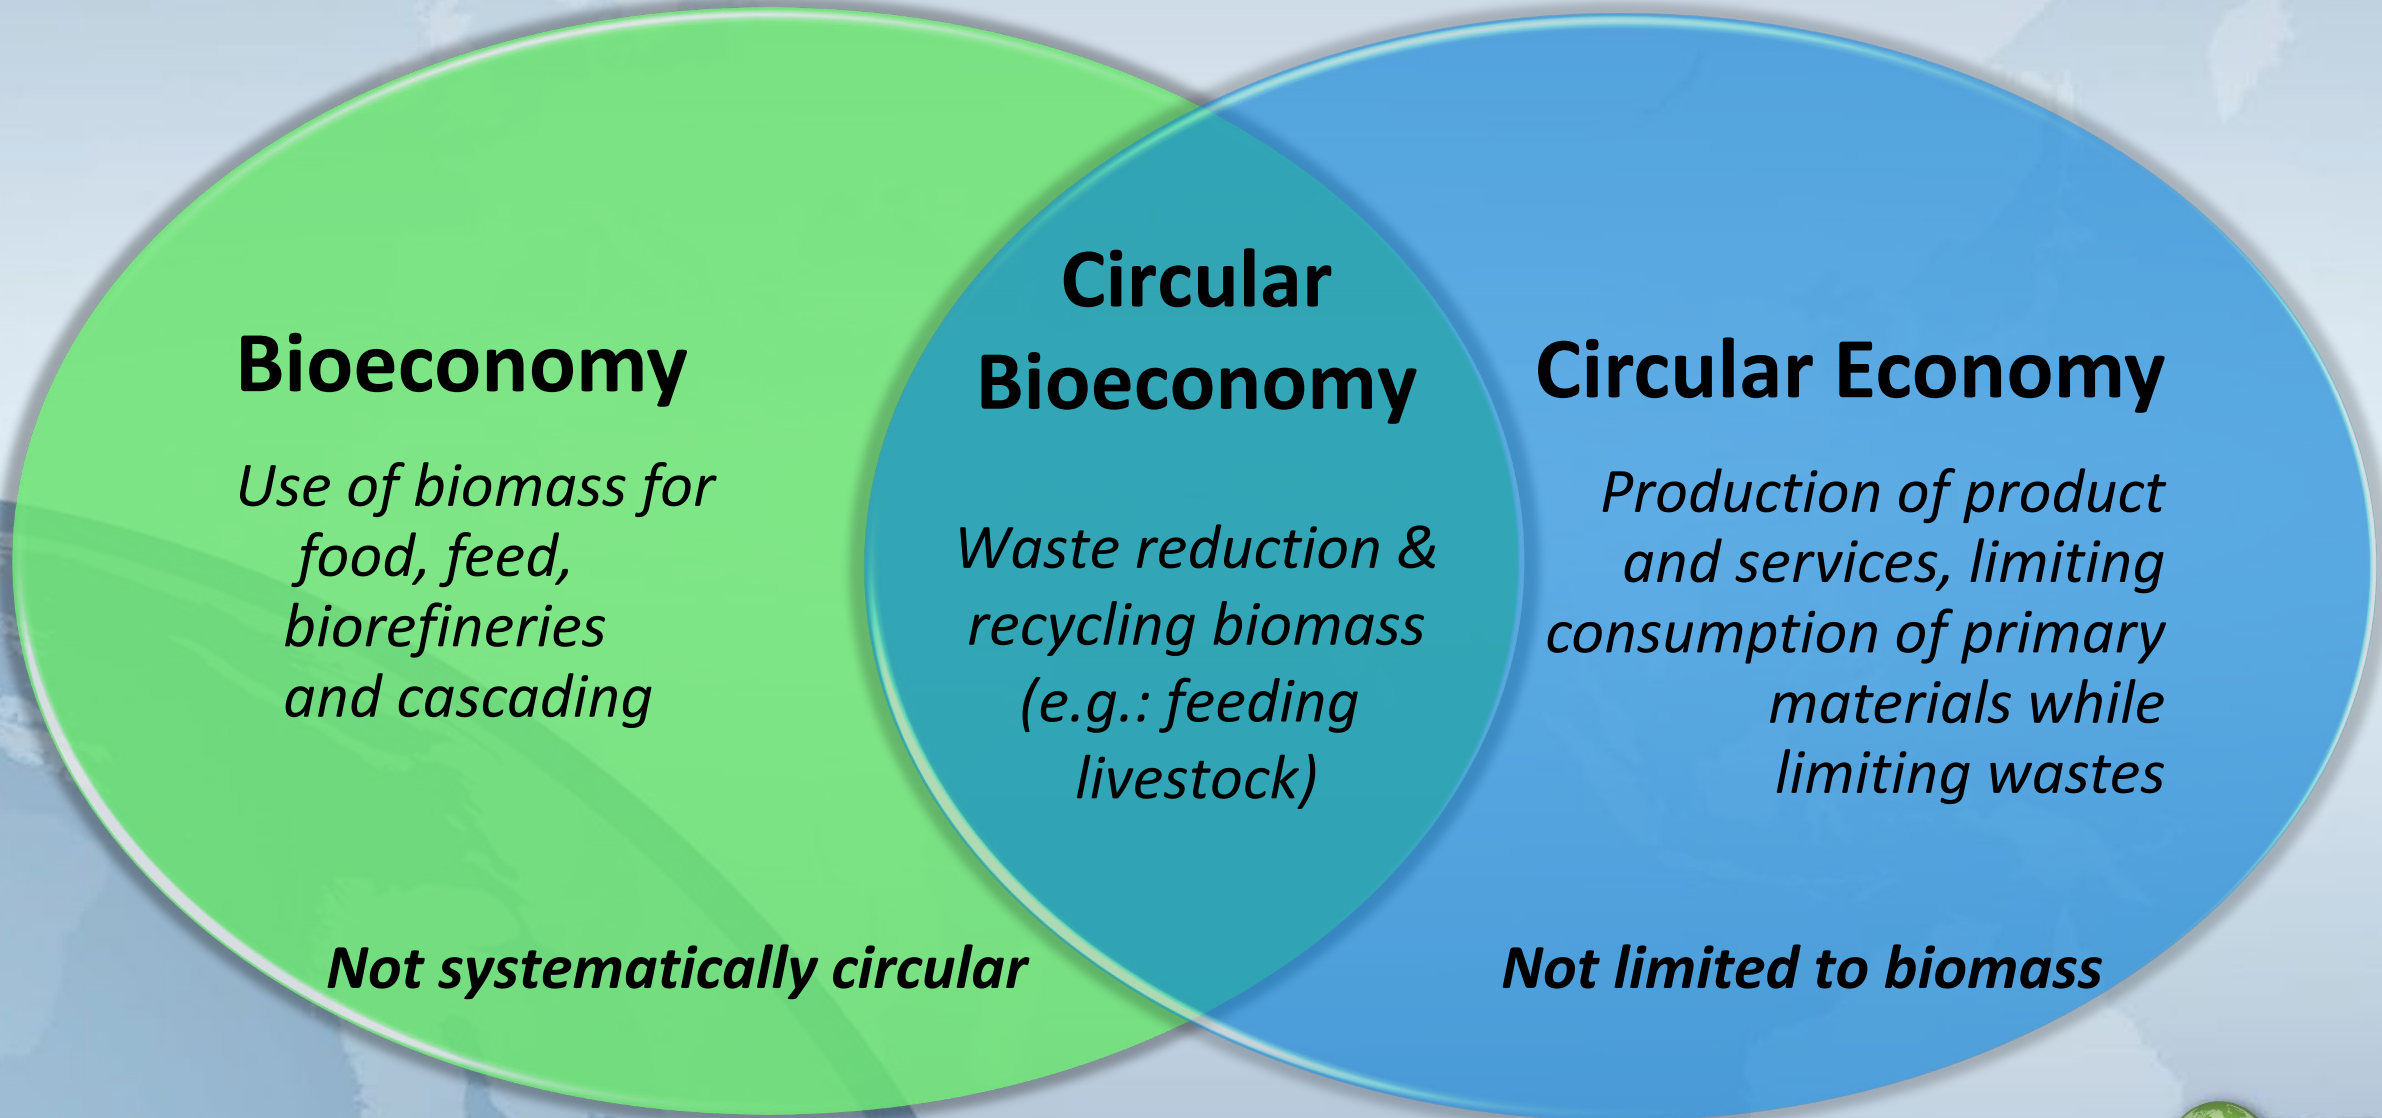 Bioeconomy
Use of biomass for
food, feed,
biorefineries
and cascading
Not systematically circular
Circular
Bioeconomy
Waste reduction &
recycling biomass
(e.g.: feeding
livestock)
Circular Economy
Production of product
and services, limiting
consumption of primary
materials while
limiting wastes
Not limited to biomass